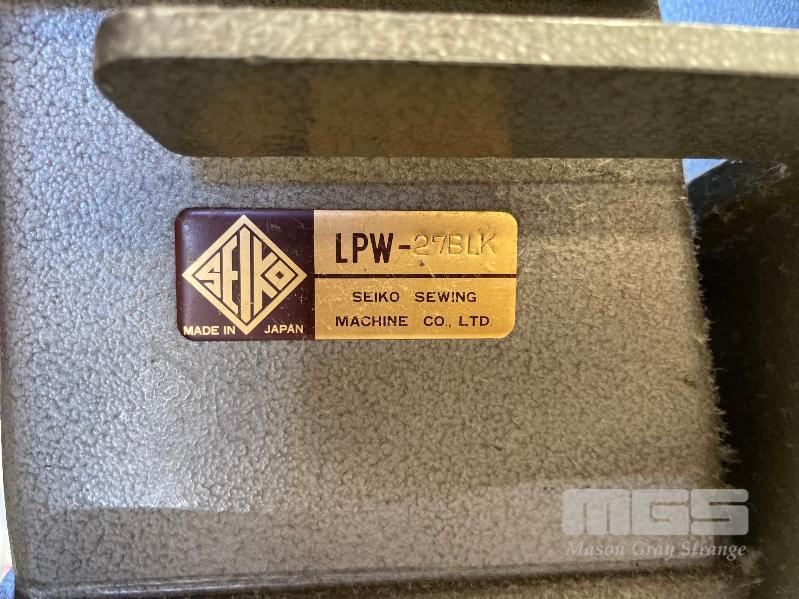 SEIKO
MADE IN JAPAN
LPW-27BLK
SEIKO SEWING
MACHINE CO., LTD.
MGS
Mason Gray Strange